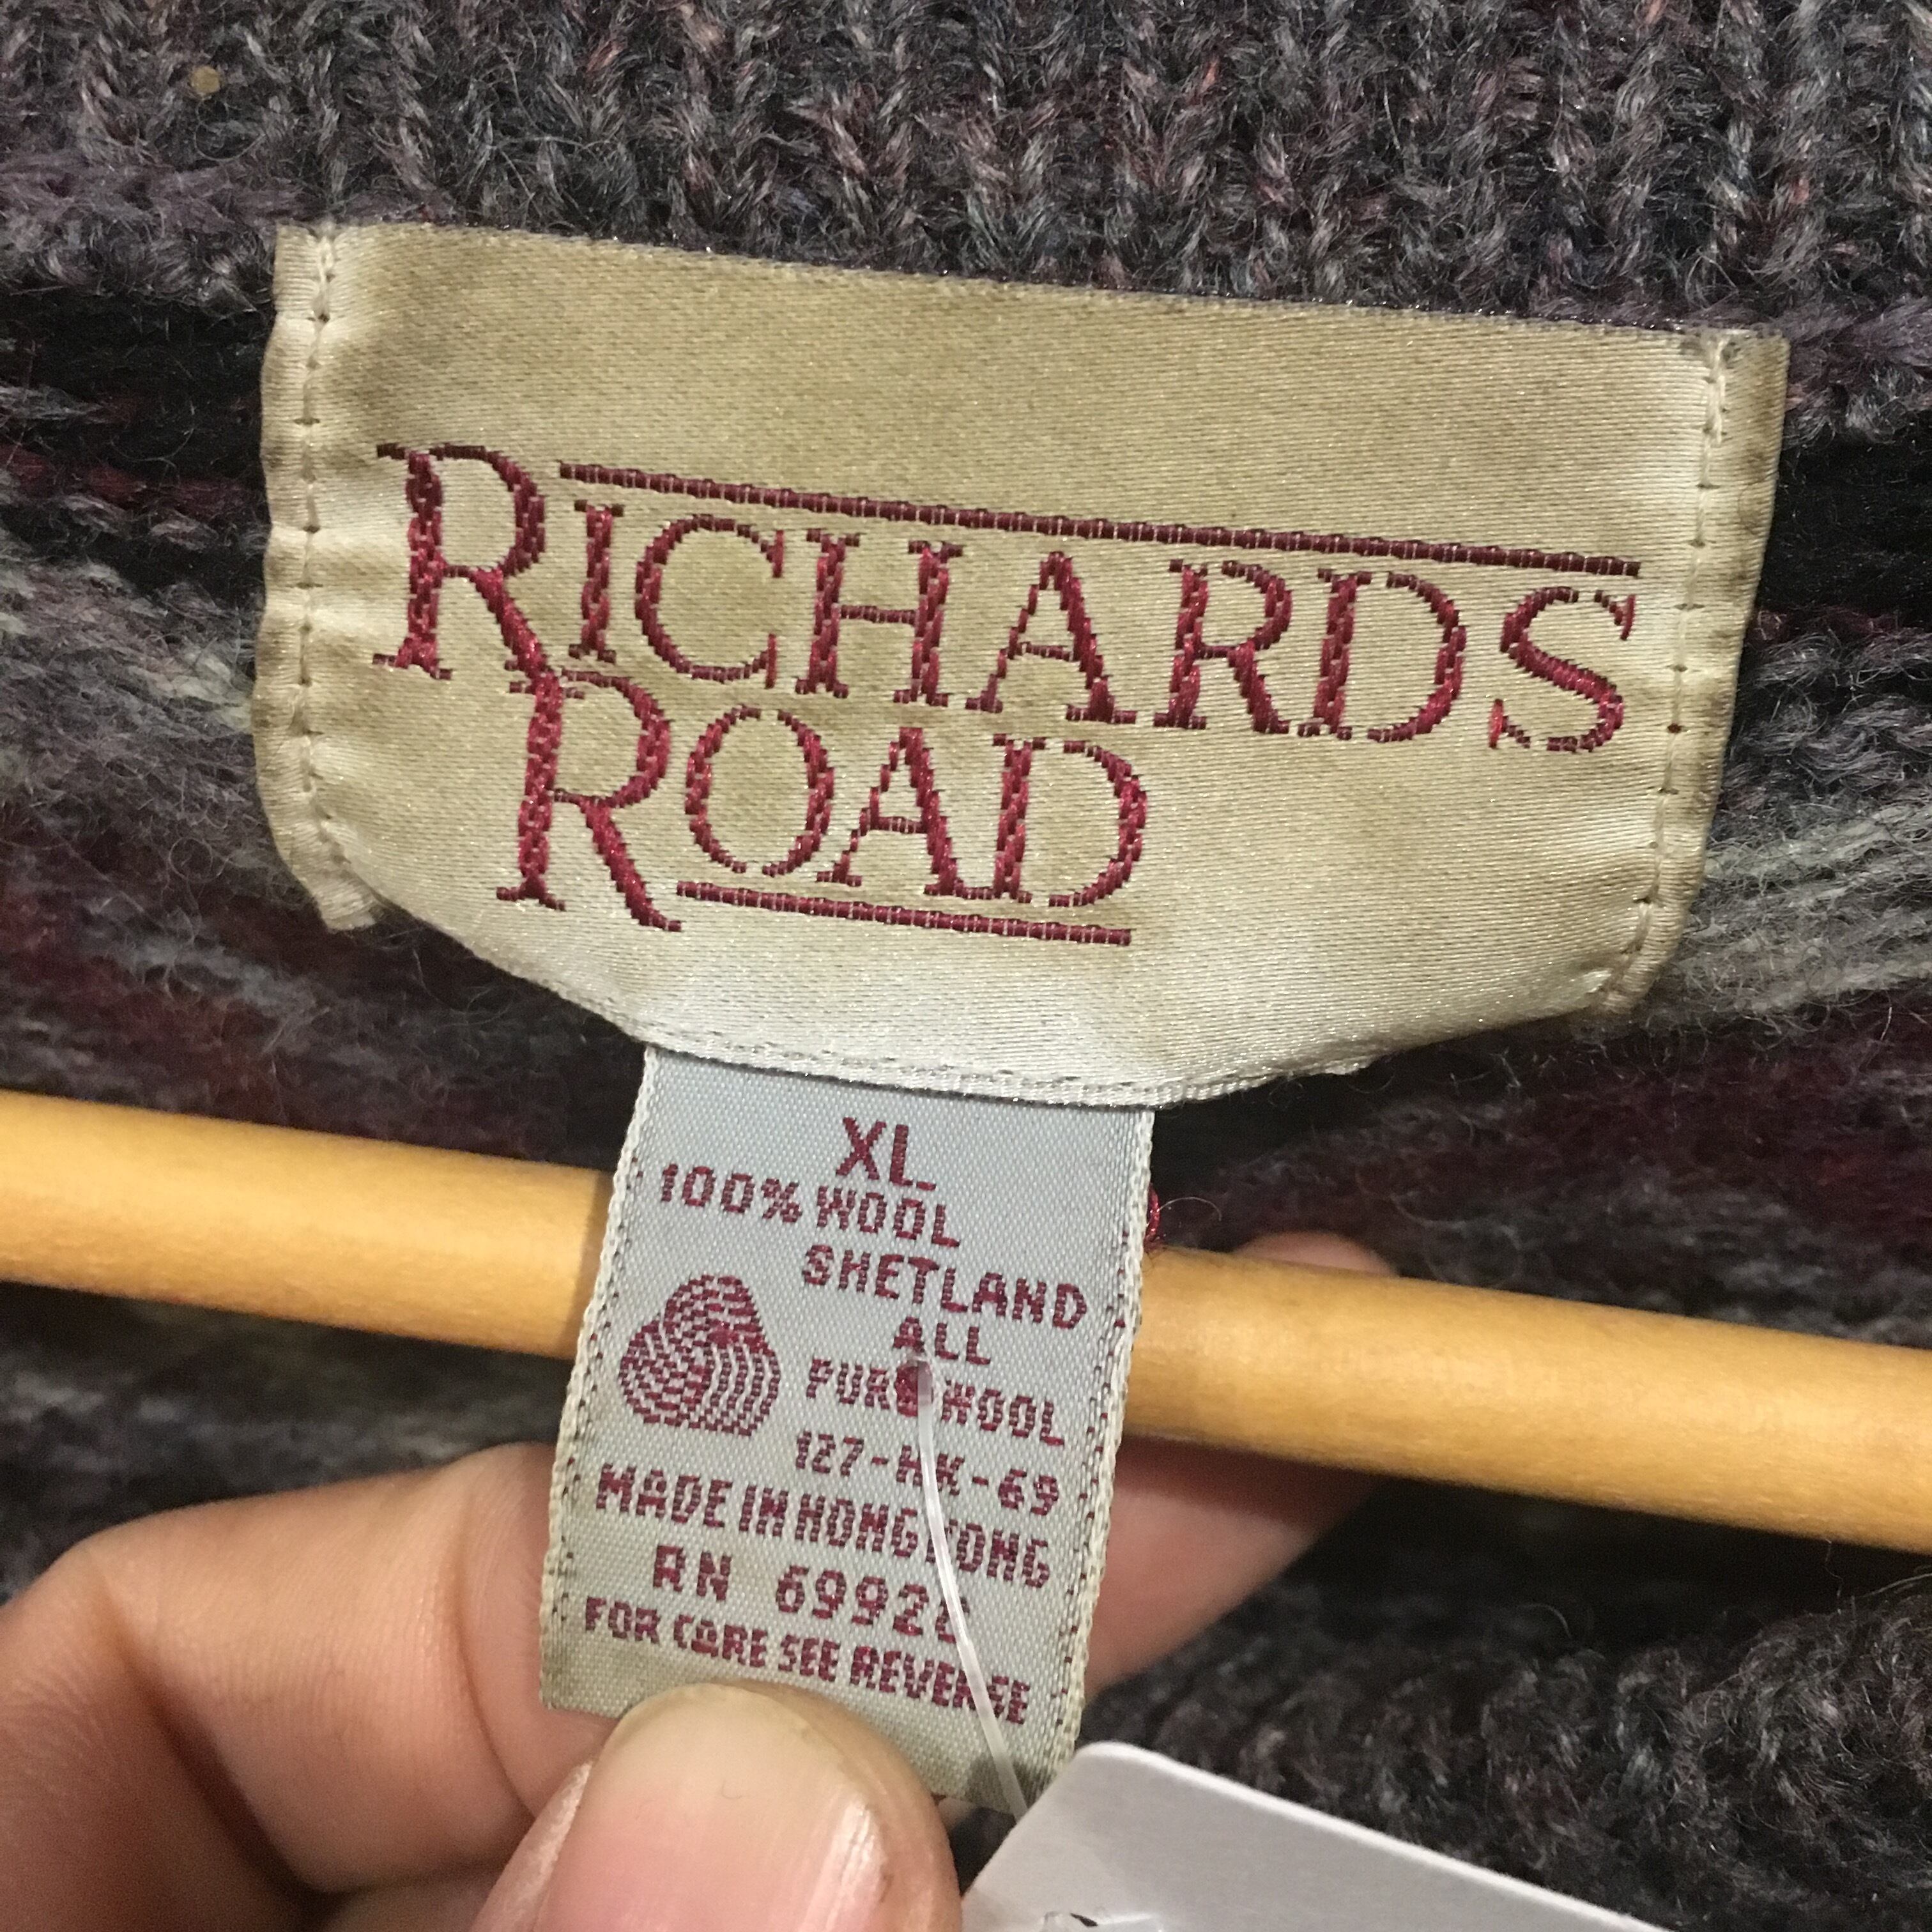 RICHARDS
ROAD
XL
100% WOOL
SHETLAND
ALL
PURE WOOL
127-HK-69
MADE IN HONG KONG
RN
FOR CARE SEE REVERSE